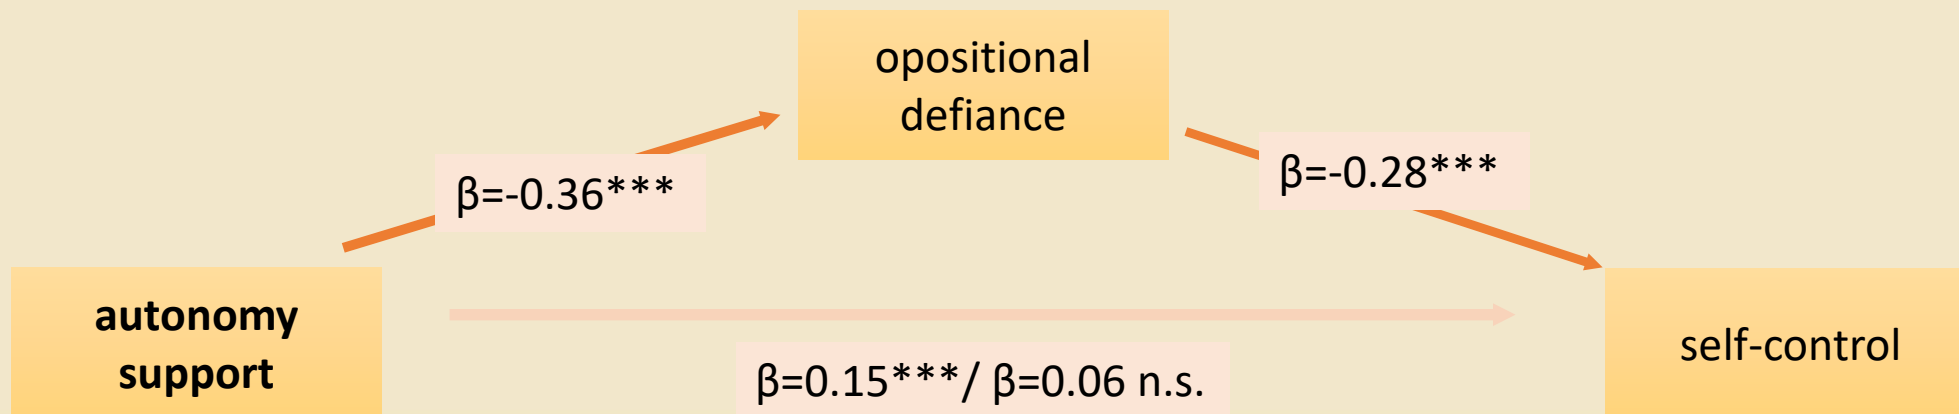 opositional
defiance
β=-0.36***
β=-0.28***
autonomy
support
β=0.15***/ β=0.06 n.s.
self-control